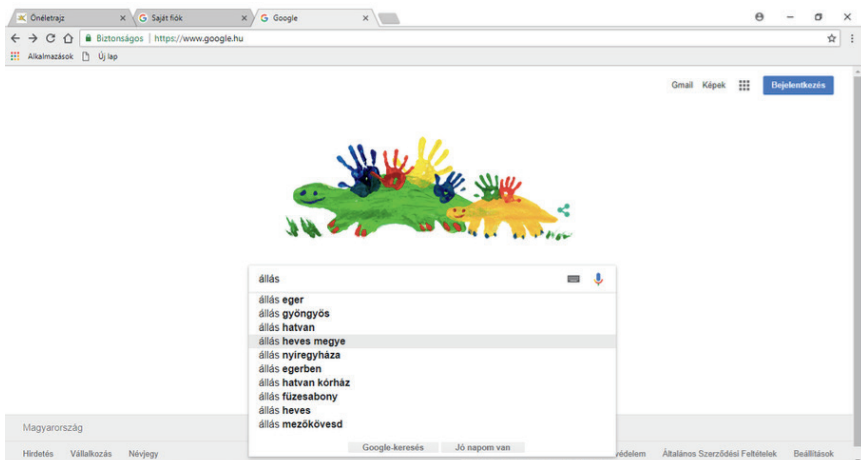 Önéletrajz
Saját fiók
Google
Biztonságos | https://www.google.hu
Alkalmazások
Új lap
Gmail
Képek
Bejelentkezés
állás
állás eger
állás gyöngyös
állás hatvan
állás heves megye
állás nyíregyháza
állás egerben
állás hatvan kórház
állás füzesabony
állás heves
állás mezőkövesd
Google-keresés
Jó napom van
Magyarország
Hirdetés
Vállalkozás
Névjegy
védelem
Általános Szerződési Feltételek
Beállítások